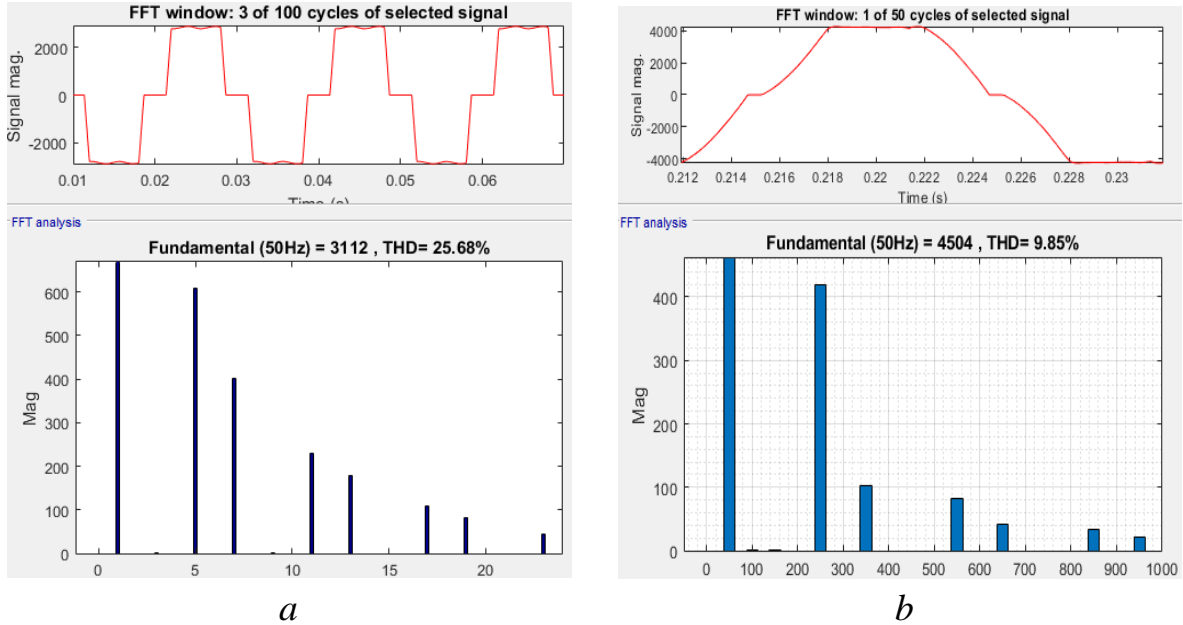 FFT window: 3 of 100 cycles of selected signal
Signal mag.
2000
0
-2000
0.01 0.02 0.03 0.04 0.05 0.06
Time (s)
FFT analysis
Fundamental (50Hz) = 3112 , THD= 25.68%
Mag
600
500
400
300
200
100
0
0 5 10 15 20
a
FFT window: 1 of 50 cycles of selected signal
Signal mag.
4000
2000
0
-2000
-4000
0.212 0.214 0.216 0.218 0.22 0.222 0.224 0.226 0.228 0.23
Time (s)
FFT analysis
Fundamental (50Hz) = 4504 , THD= 9.85%
Mag
400
300
200
100
0
0 100 200 300 400 500 600 700 800 900 1000
b